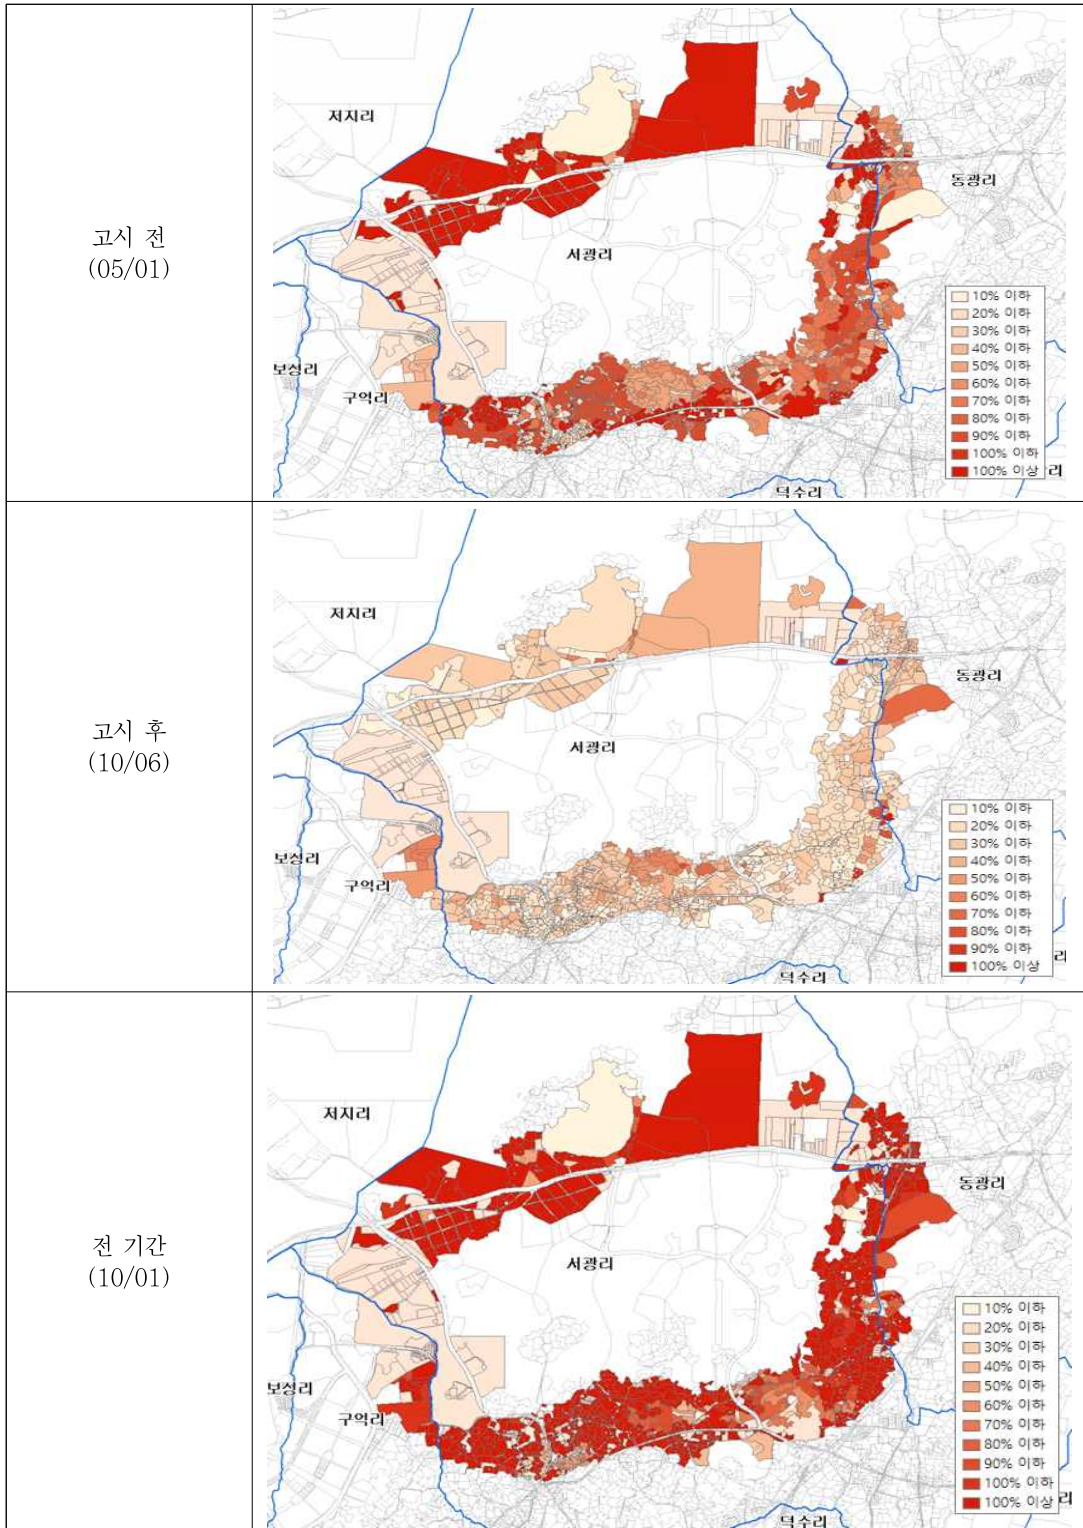 고시 전
(05/01)
저지리
동광리
서광리
보성리
구억리
덕수리
리
10% 이하
20% 이하
30% 이하
40% 이하
50% 이하
60% 이하
70% 이하
80% 이하
90% 이하
100% 이하
100% 이상
고시 후
(10/06)
저지리
동광리
서광리
보성리
구억리
덕수리
리
10% 이하
20% 이하
30% 이하
40% 이하
50% 이하
60% 이하
70% 이하
80% 이하
90% 이하
100% 이상
전 기간
(10/01)
저지리
동광리
서광리
보성리
구억리
덕수리
리
10% 이하
20% 이하
30% 이하
40% 이하
50% 이하
60% 이하
70% 이하
80% 이하
90% 이하
100% 이하
100% 이상